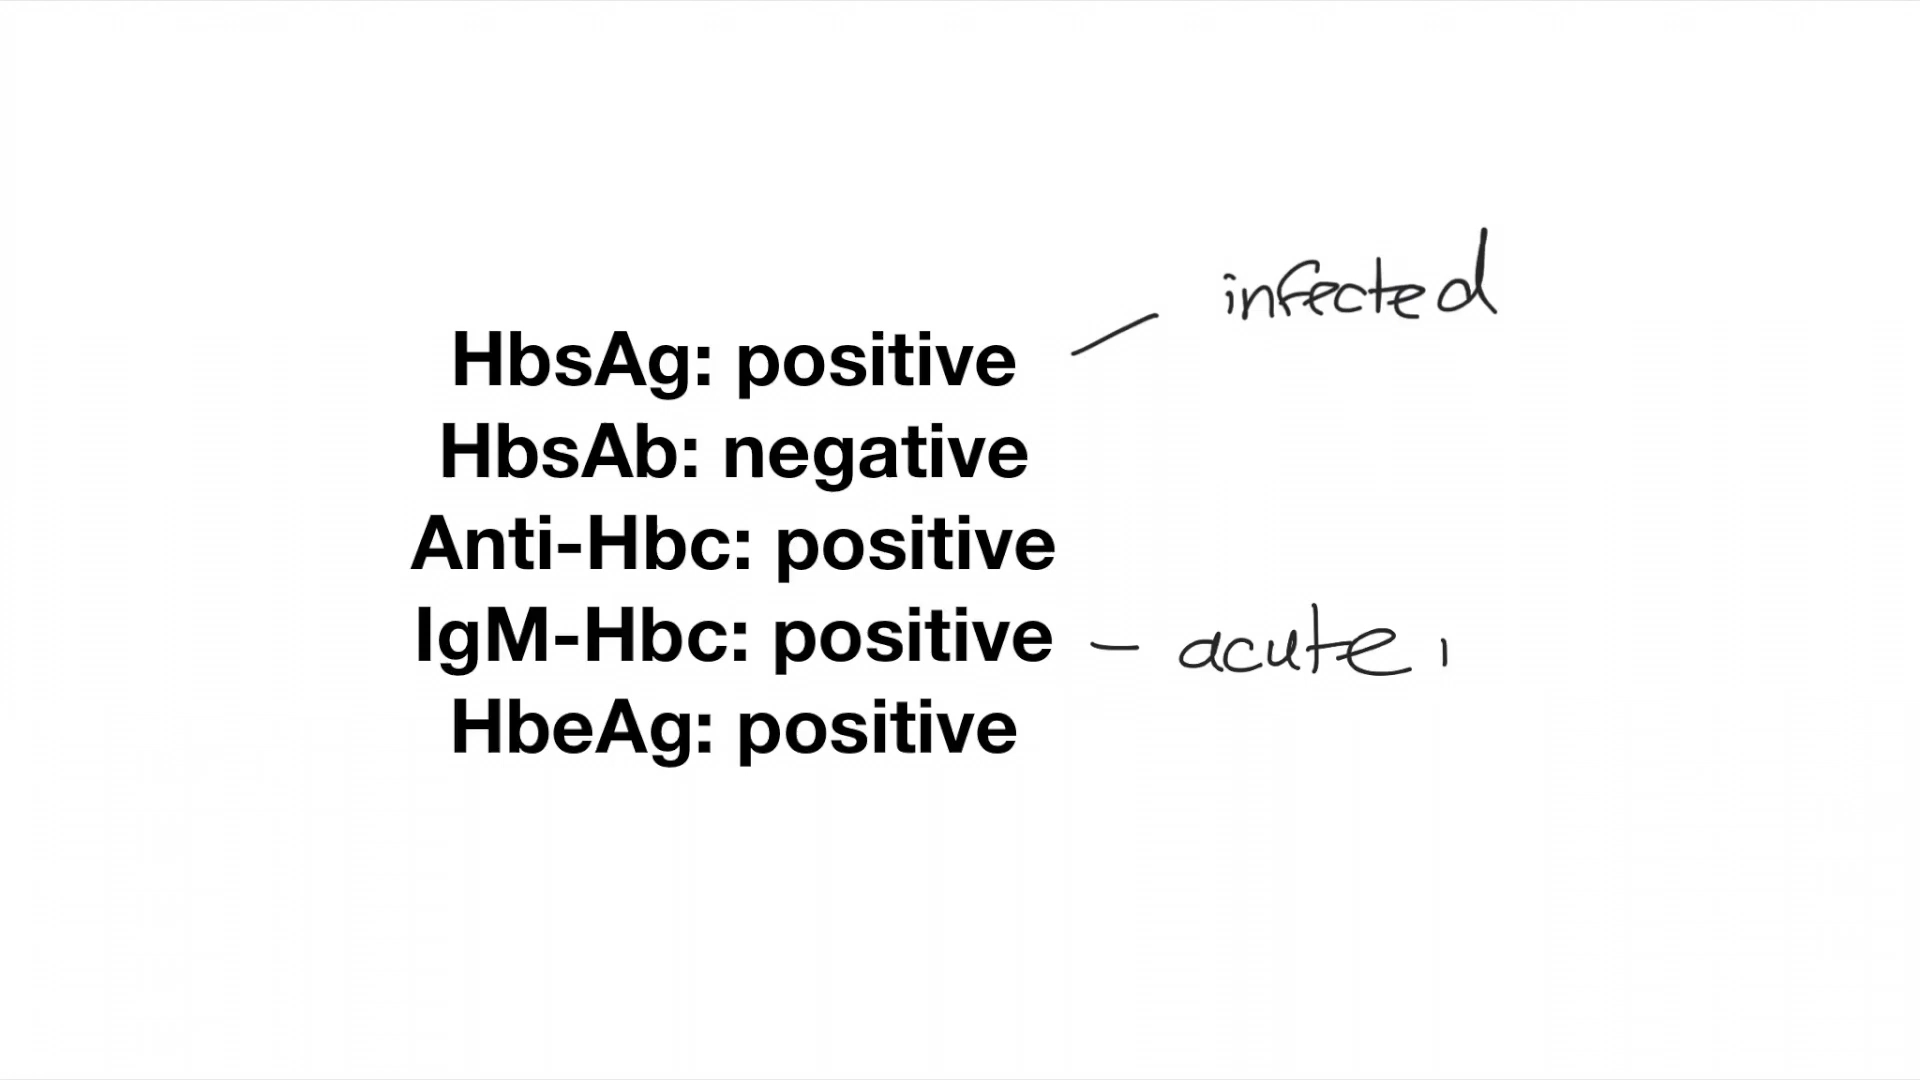 infected
HbsAg: positive
HbsAb: negative
Anti-Hbc: positive
IgM-Hbc: positive - acute
HbeAg: positive